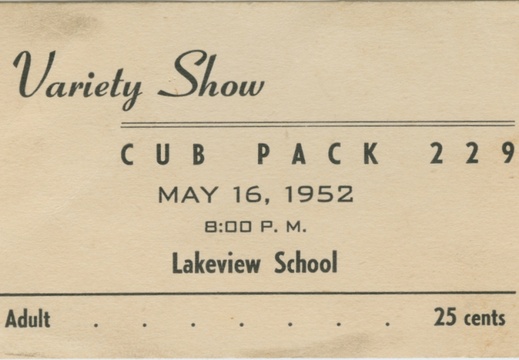 Variety Show
CUB PACK 229
MAY 16, 1952
8:00 P. M.
Lakeview School
Adult . . . . . . . 25 cents